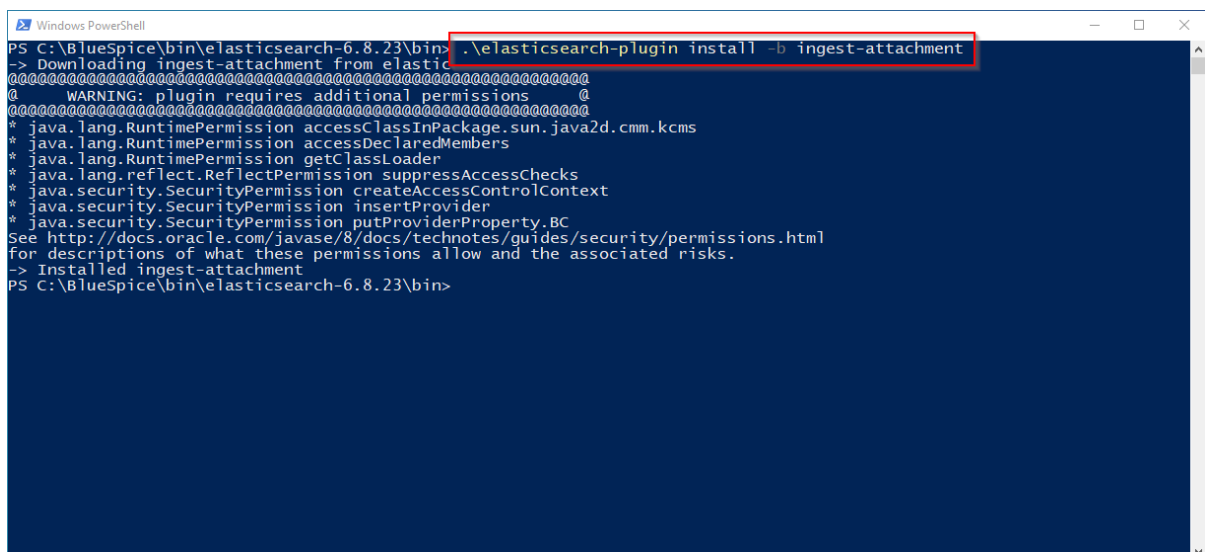 Windows PowerShell
PS C:\BlueSpice\bin\elasticsearch-6.8.23\bin> .\elasticsearch-plugin install -b ingest-attachment
-> Downloading ingest-attachment from elastic
@@@@@@@@@@@@@@@@@@@@@@@@@@@@@@@@@@@@@@@@@@@@@@@@@@@@@@@@@@@
@     WARNING: plugin requires additional permissions     @
@@@@@@@@@@@@@@@@@@@@@@@@@@@@@@@@@@@@@@@@@@@@@@@@@@@@@@@@@@@
* java.lang.RuntimePermission accessClassInPackage.sun.java2d.cmm.kcms
* java.lang.RuntimePermission accessDeclaredMembers
* java.lang.RuntimePermission getClassLoader
* java.lang.reflect.ReflectPermission suppressAccessChecks
* java.security.SecurityPermission createAccessControlContext
* java.security.SecurityPermission insertProvider
* java.security.SecurityPermission putProviderProperty.BC
See http://docs.oracle.com/javase/8/docs/technotes/guides/security/permissions.html
for descriptions of what these permissions allow and the associated risks.
-> Installed ingest-attachment
PS C:\BlueSpice\bin\elasticsearch-6.8.23\bin>